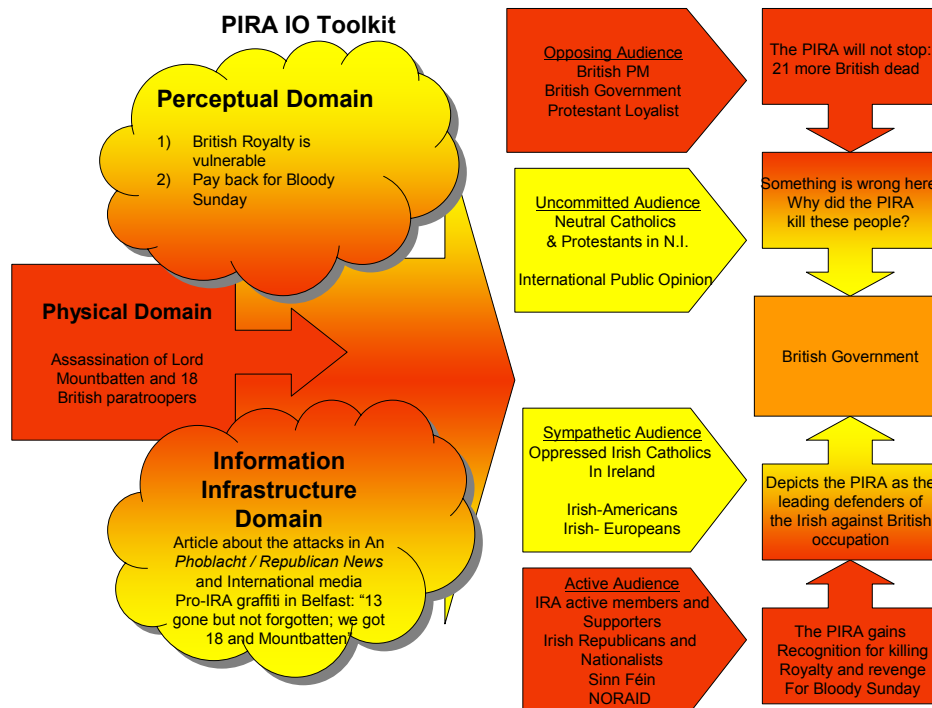 PIRA IO Toolkit
Perceptual Domain
1) British Royalty is
vulnerable
2) Pay back for Bloody
Sunday
Physical Domain
Assassination of Lord
Mountbatten and 18
British paratroopers
Information
Infrastructure
Domain
Article about the attacks in An
Phoblacht / Republican News
and International media
Pro-IRA graffiti in Belfast: “13
gone but not forgotten; we got
18 and Mountbatten”
Opposing Audience
British PM
British Government
Protestant Loyalist
The PIRA will not stop:
21 more British dead
Uncommitted Audience
Neutral Catholics
& Protestants in N.I.
International Public Opinion
Something is wrong here
Why did the PIRA
kill these people?
British Government
Sympathetic Audience
Oppressed Irish Catholics
In Ireland
Irish-Americans
Irish- Europeans
Depicts the PIRA as the
leading defenders of
the Irish against British
occupation
Active Audience
IRA active members and
Supporters
Irish Republicans and
Nationalists
Sinn Féin
NORAID
The PIRA gains
Recognition for killing
Royalty and revenge
For Bloody Sunday